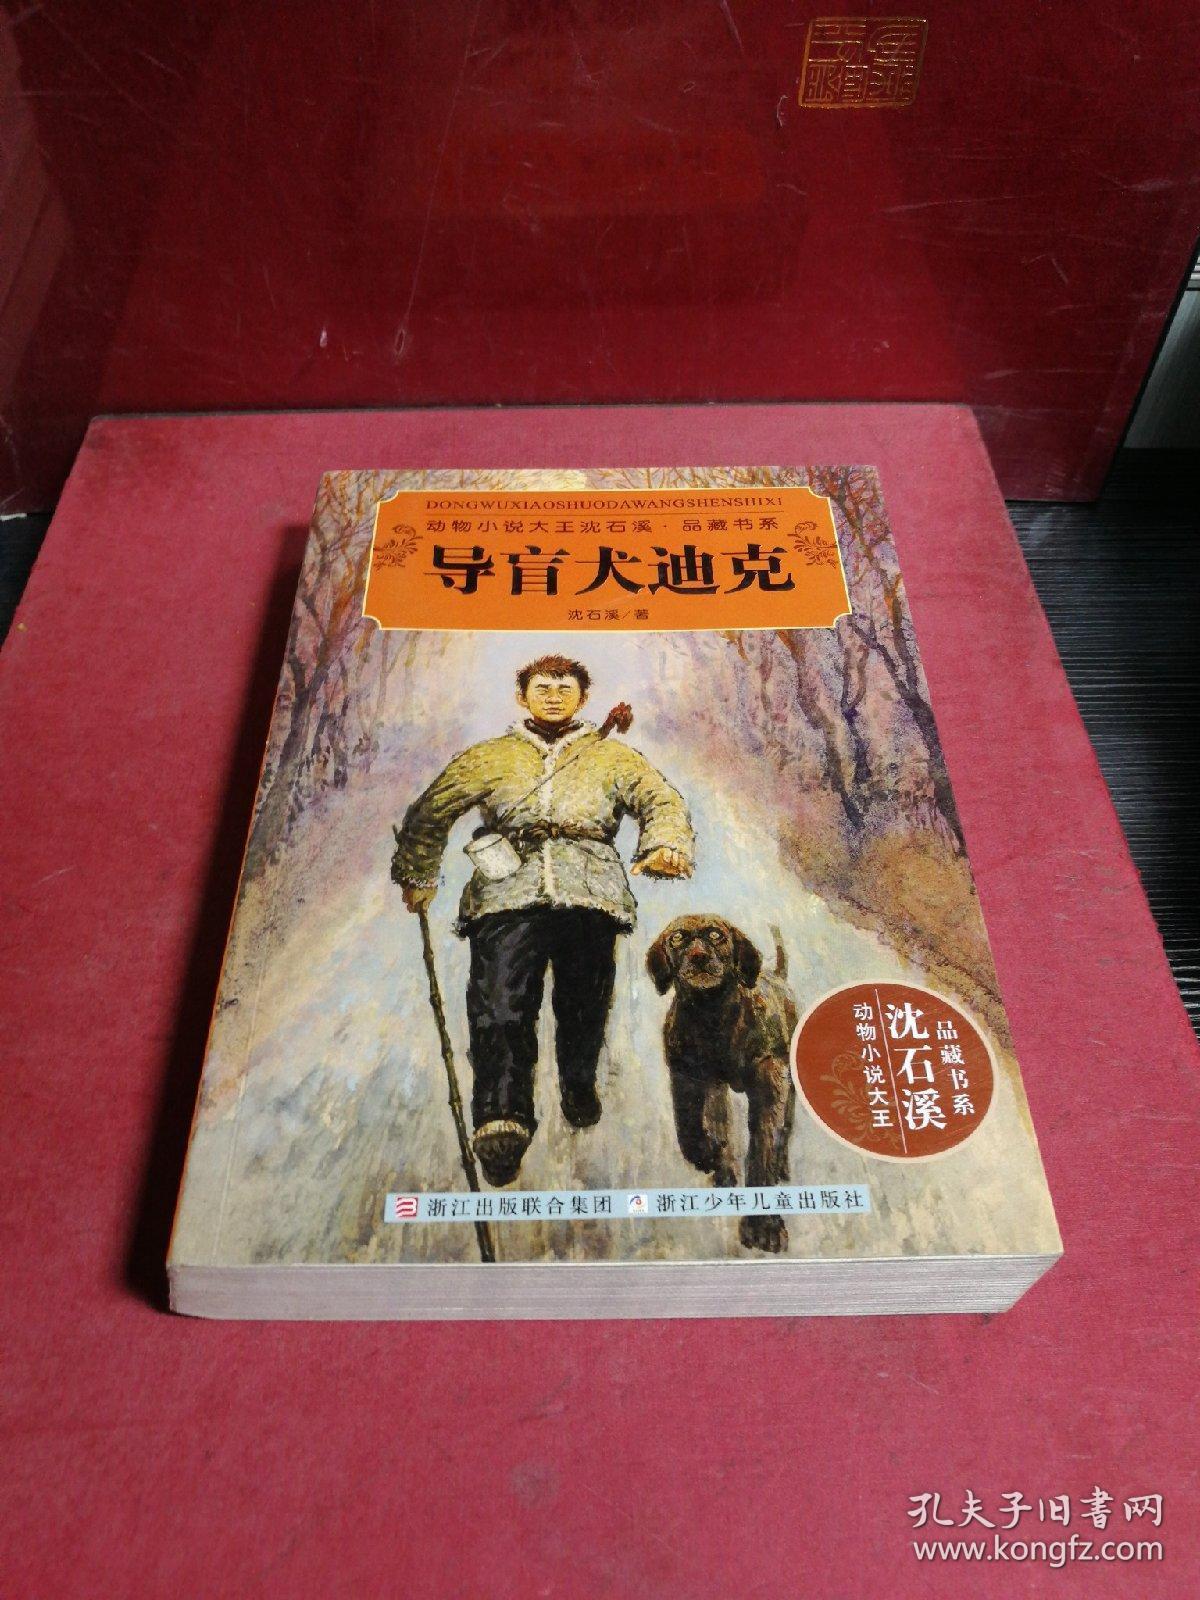 DONGWUXIAOSHUODAWANGSHENSHIXI
动物小说大王沈石溪·品藏书系
导盲犬迪克
沈石溪/著
品藏书系
沈石溪
动物小说大王
浙江出版联合集团 浙江少年儿童出版社
孔夫子旧书网
www.kongfz.com